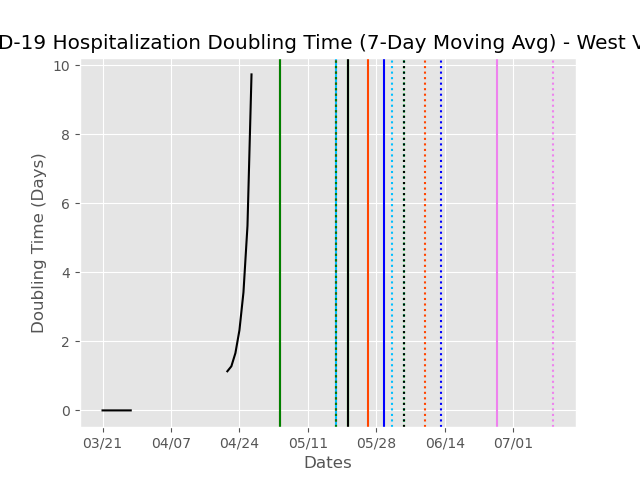 D-19 Hospitalization Doubling Time (7-Day Moving Avg) - West V
10
8
6
4
2
0
Doubling Time (Days)
03/21 04/07 04/24 05/11 05/28 06/14 07/01
Dates